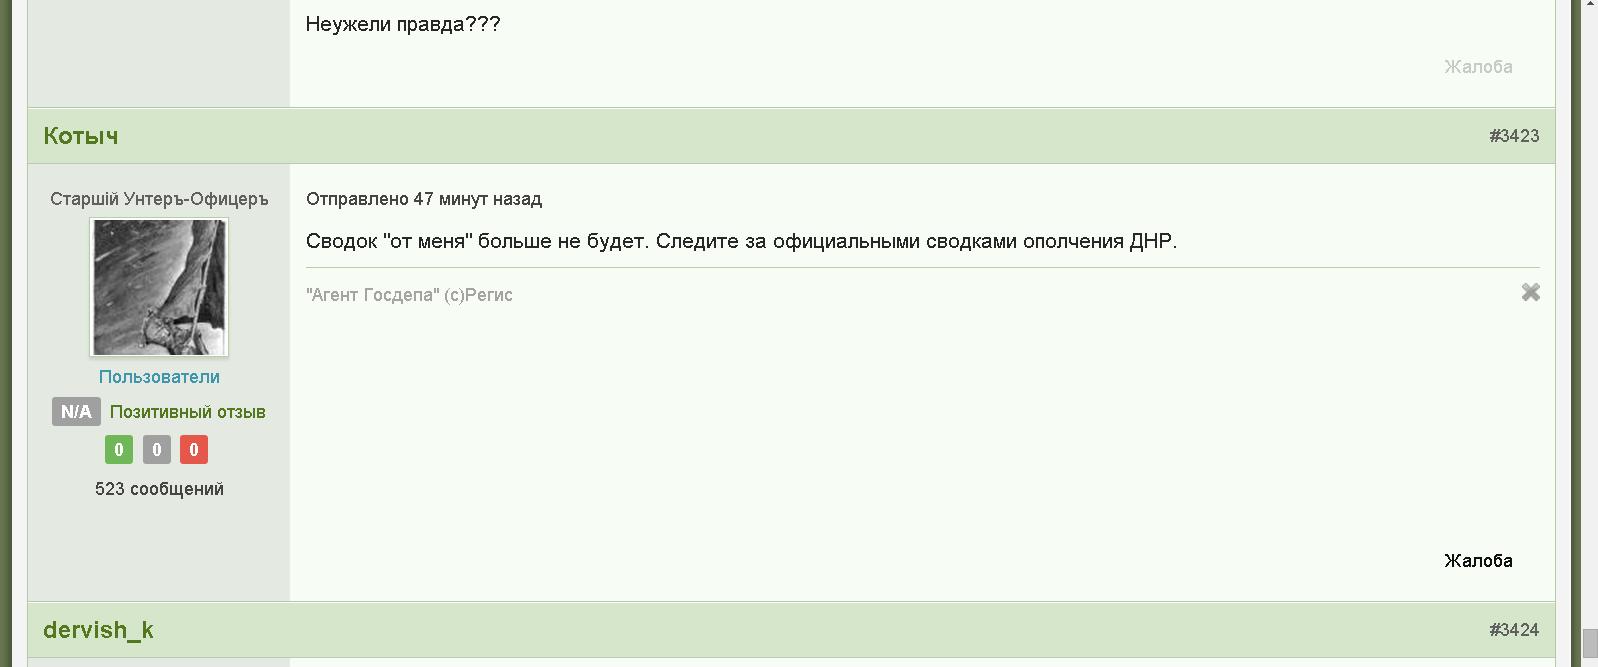 Неужели правда???
Жалоба
Котыч
#3423
Старшій Унтеръ-Офицеръ
Отправлено 47 минут назад
Сводок "от меня" больше не будет. Следите за официальными сводками ополчения ДНР.
"Агент Госдепа" (с)Регис
Пользователи
N/A Позитивный отзыв
0 0 0
523 сообщений
Жалоба
dervish_k
#3424